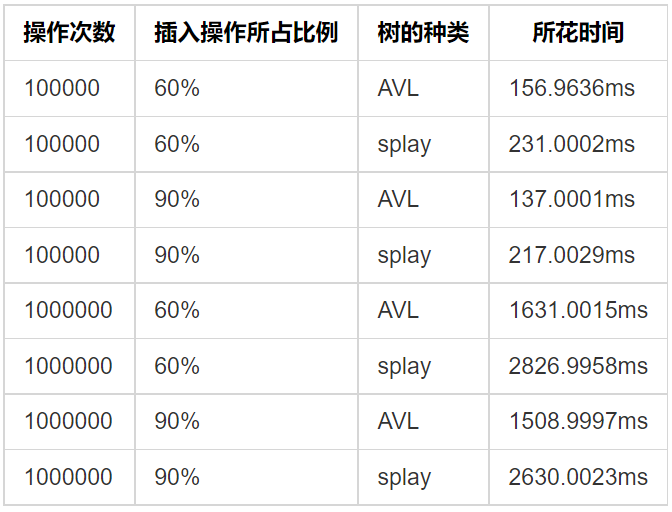 操作次数 插入操作所占比例 树的种类 所花时间
100000 60% AVL 156.9636ms
100000 60% splay 231.0002ms
100000 90% AVL 137.0001ms
100000 90% splay 217.0029ms
1000000 60% AVL 1631.0015ms
1000000 60% splay 2826.9958ms
1000000 90% AVL 1508.9997ms
1000000 90% splay 2630.0023ms